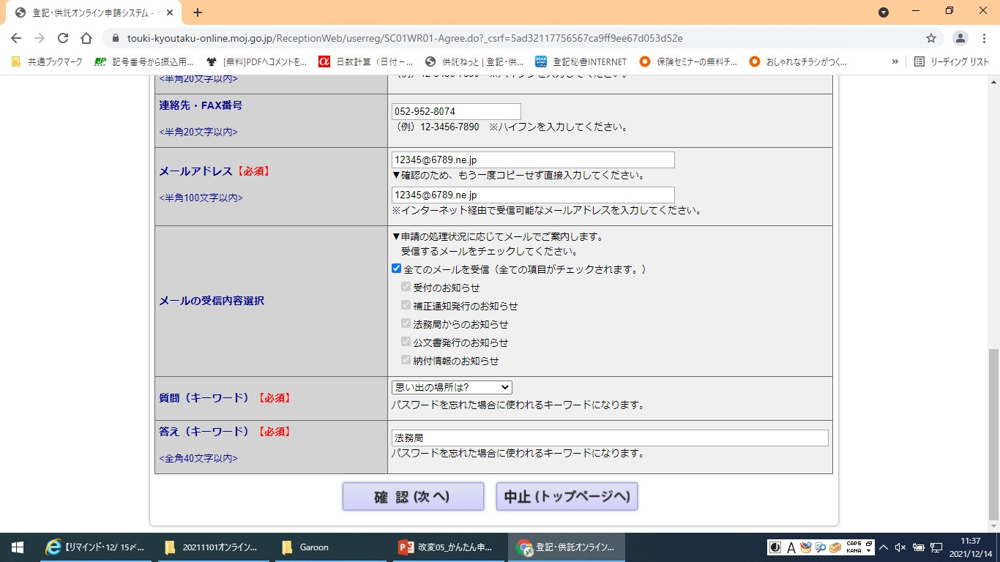 登記・供託オンライン申請システム -
touki-kyoutaku-online.moj.go.jp/ReceptionWeb/userreg/SC01WR01-Agree.do?_csrf=5ad32117756567ca9ff9ee67d053d52e
共通ブックマーク 記号番号から振込用... [無料]PDFへコメントを... 日数計算（日付－... 供託ねっと | 登記・供... 登記秘書INTERNET 保険セミナーの無料チ... おしゃれなチラシがつく... » リーディング リスト
<半角20文字以内>
連絡先・FAX番号
<半角20文字以内>
052-952-8074
（例）12-3456-7890　※ハイフンを入力してください。
メールアドレス【必須】
<半角100文字以内>
12345@6789.ne.jp
▼確認のため、もう一度コピーせず直接入力してください。
12345@6789.ne.jp
※インターネット経由で受信可能なメールアドレスを入力してください。
メールの受信内容選択
▼申請の処理状況に応じてメールでご案内します。
受信するメールをチェックしてください。
全てのメールを受信（全ての項目がチェックされます。）
受付のお知らせ
補正通知発行のお知らせ
法務局からのお知らせ
公文書発行のお知らせ
納付情報のお知らせ
質問（キーワード）【必須】
思い出の場所は?
パスワードを忘れた場合に使われるキーワードになります。
答え（キーワード）【必須】
<全角40文字以内>
法務局
パスワードを忘れた場合に使われるキーワードになります。
確 認 (次 へ)
中止 (トップページへ)
【リマインド・12/ 15〆... 20211101オンライン... Garoon 改変05_かんたん申... 登記・供託オンライン...
A CAPS KANA
11:37
2021/12/14